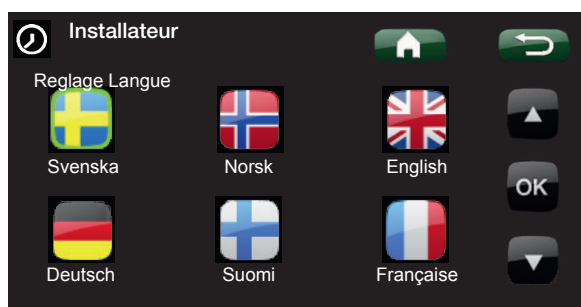 Installateur
Reglage Langue
Svenska Norsk English
OK
Deutsch Suomi Française